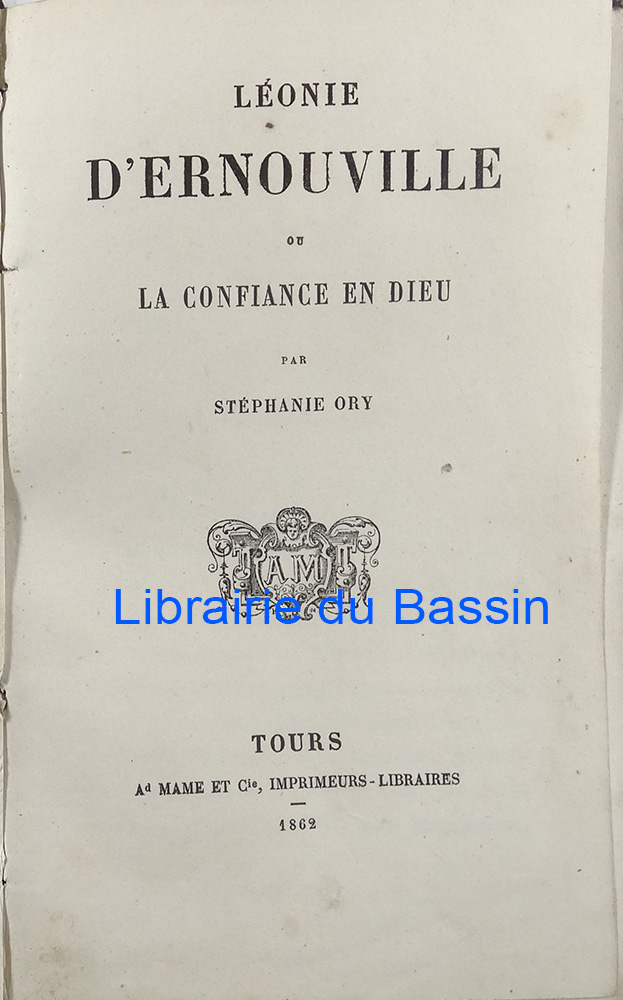 LÉONIE
D'ERNOUVILLE
OU
LA CONFIANCE EN DIEU
PAR
STÉPHANIE ORY
AM
Librairie du Bassin
TOURS
Ad MAME ET Cie, IMPRIMEURS-LIBRAIRES
1862